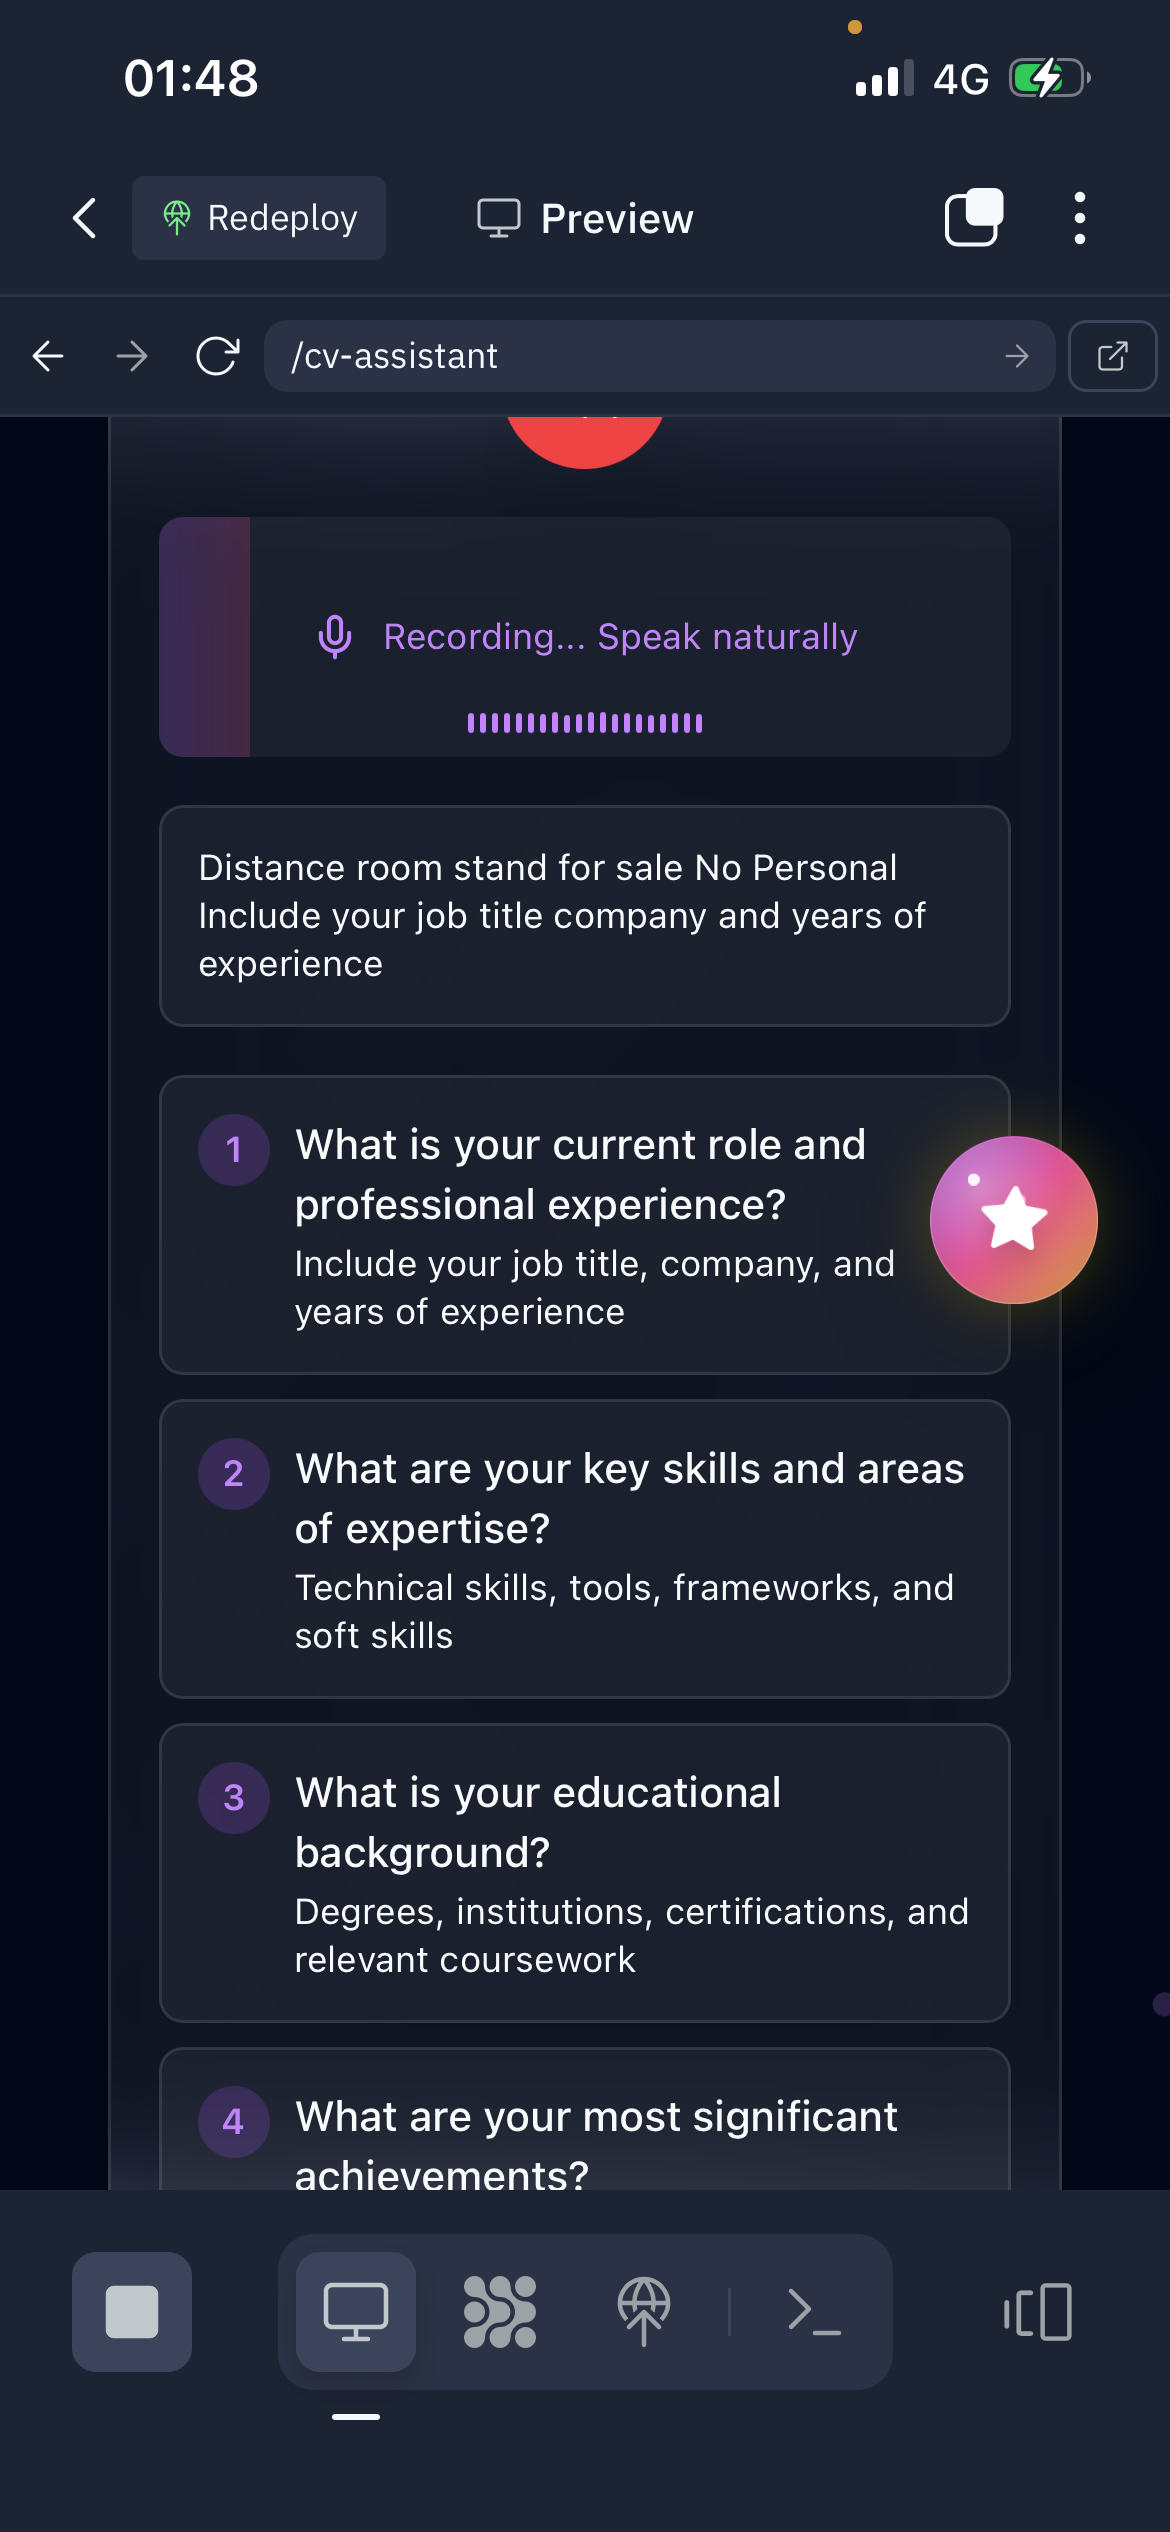 01:48
4G
Redeploy
Preview
/cv-assistant
Recording... Speak naturally
Distance room stand for sale No Personal
Include your job title company and years of
experience
1
What is your current role and
professional experience?
Include your job title, company, and
years of experience
2
What are your key skills and areas
of expertise?
Technical skills, tools, frameworks, and
soft skills
3
What is your educational
background?
Degrees, institutions, certifications, and
relevant coursework
4
What are your most significant
achievements?